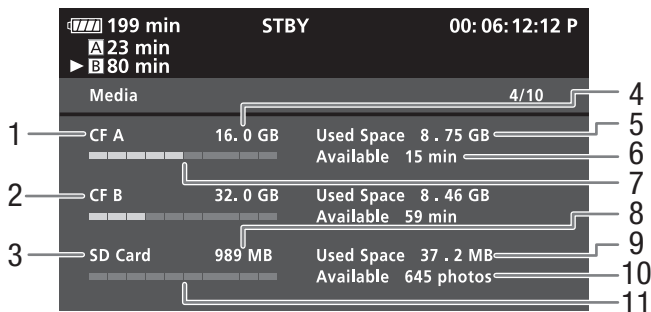 199 min STBY 00:06:12:12 P
A 23 min
B 80 min
Media 4/10
4
1 CF A 16.0 GB Used Space 8.75 GB 5
Available 15 min 6
7
2 CF B 32.0 GB Used Space 8.46 GB
Available 59 min 8
3 SD Card 989 MB Used Space 37.2 MB 9
Available 645 photos 10
11